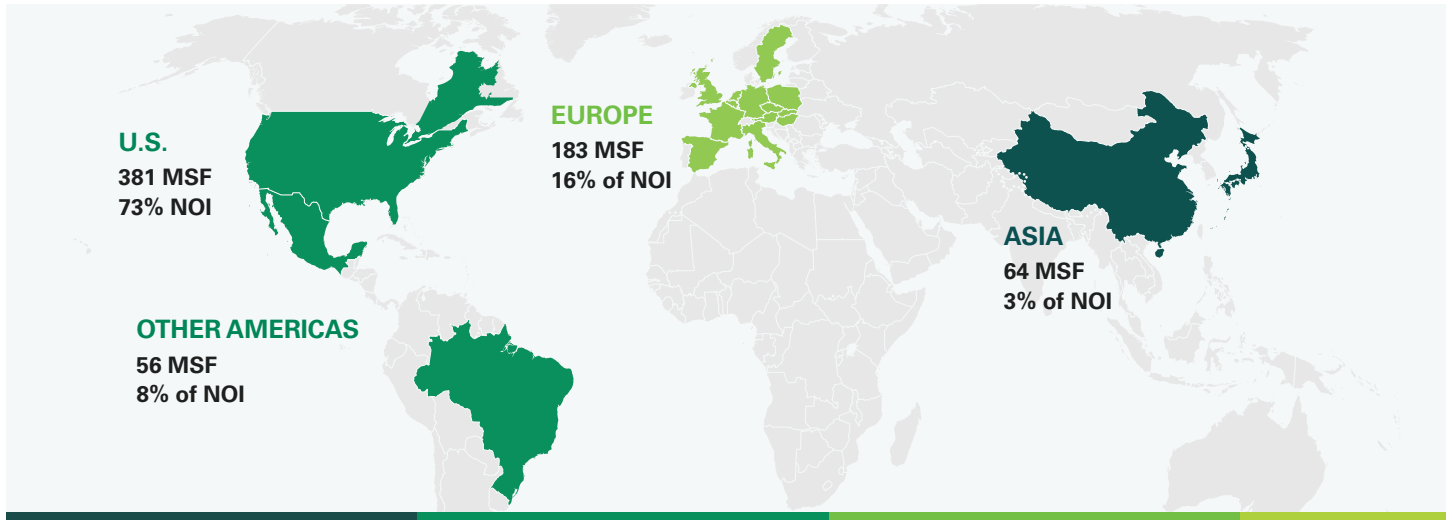 U.S.
381 MSF
73% NOI
OTHER AMERICAS
56 MSF
8% of NOI
EUROPE
183 MSF
16% of NOI
ASIA
64 MSF
3% of NOI